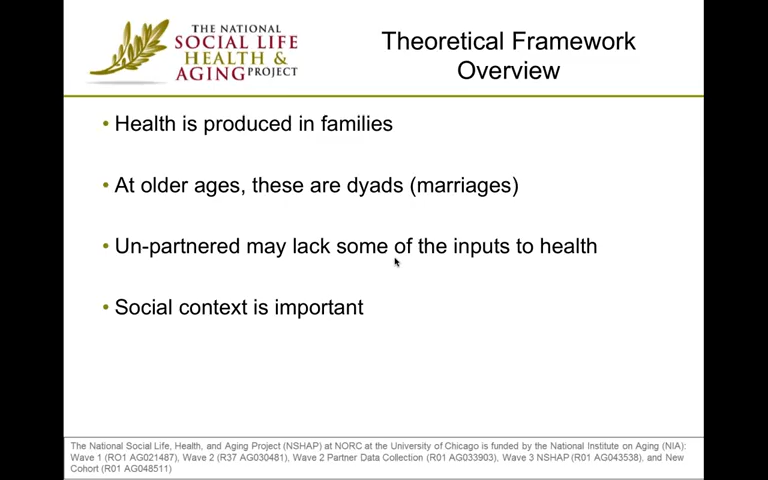 THE NATIONAL
SOCIAL LIFE
HEALTH &
AGING PROJECT
Theoretical Framework
Overview
• Health is produced in families
• At older ages, these are dyads (marriages)
• Un-partnered may lack some of the inputs to health
• Social context is important
The National Social Life, Health, and Aging Project (NSHAP) at NORC at the University of Chicago is funded by the National Institute on Aging (NIA):
Wave 1 (RO1 AG021487), Wave 2 (R37 AG030481), Wave 2 Partner Data Collection (R01 AG033903), Wave 3 NSHAP (R01 AG043538), and New
Cohort (R01 AG048511)